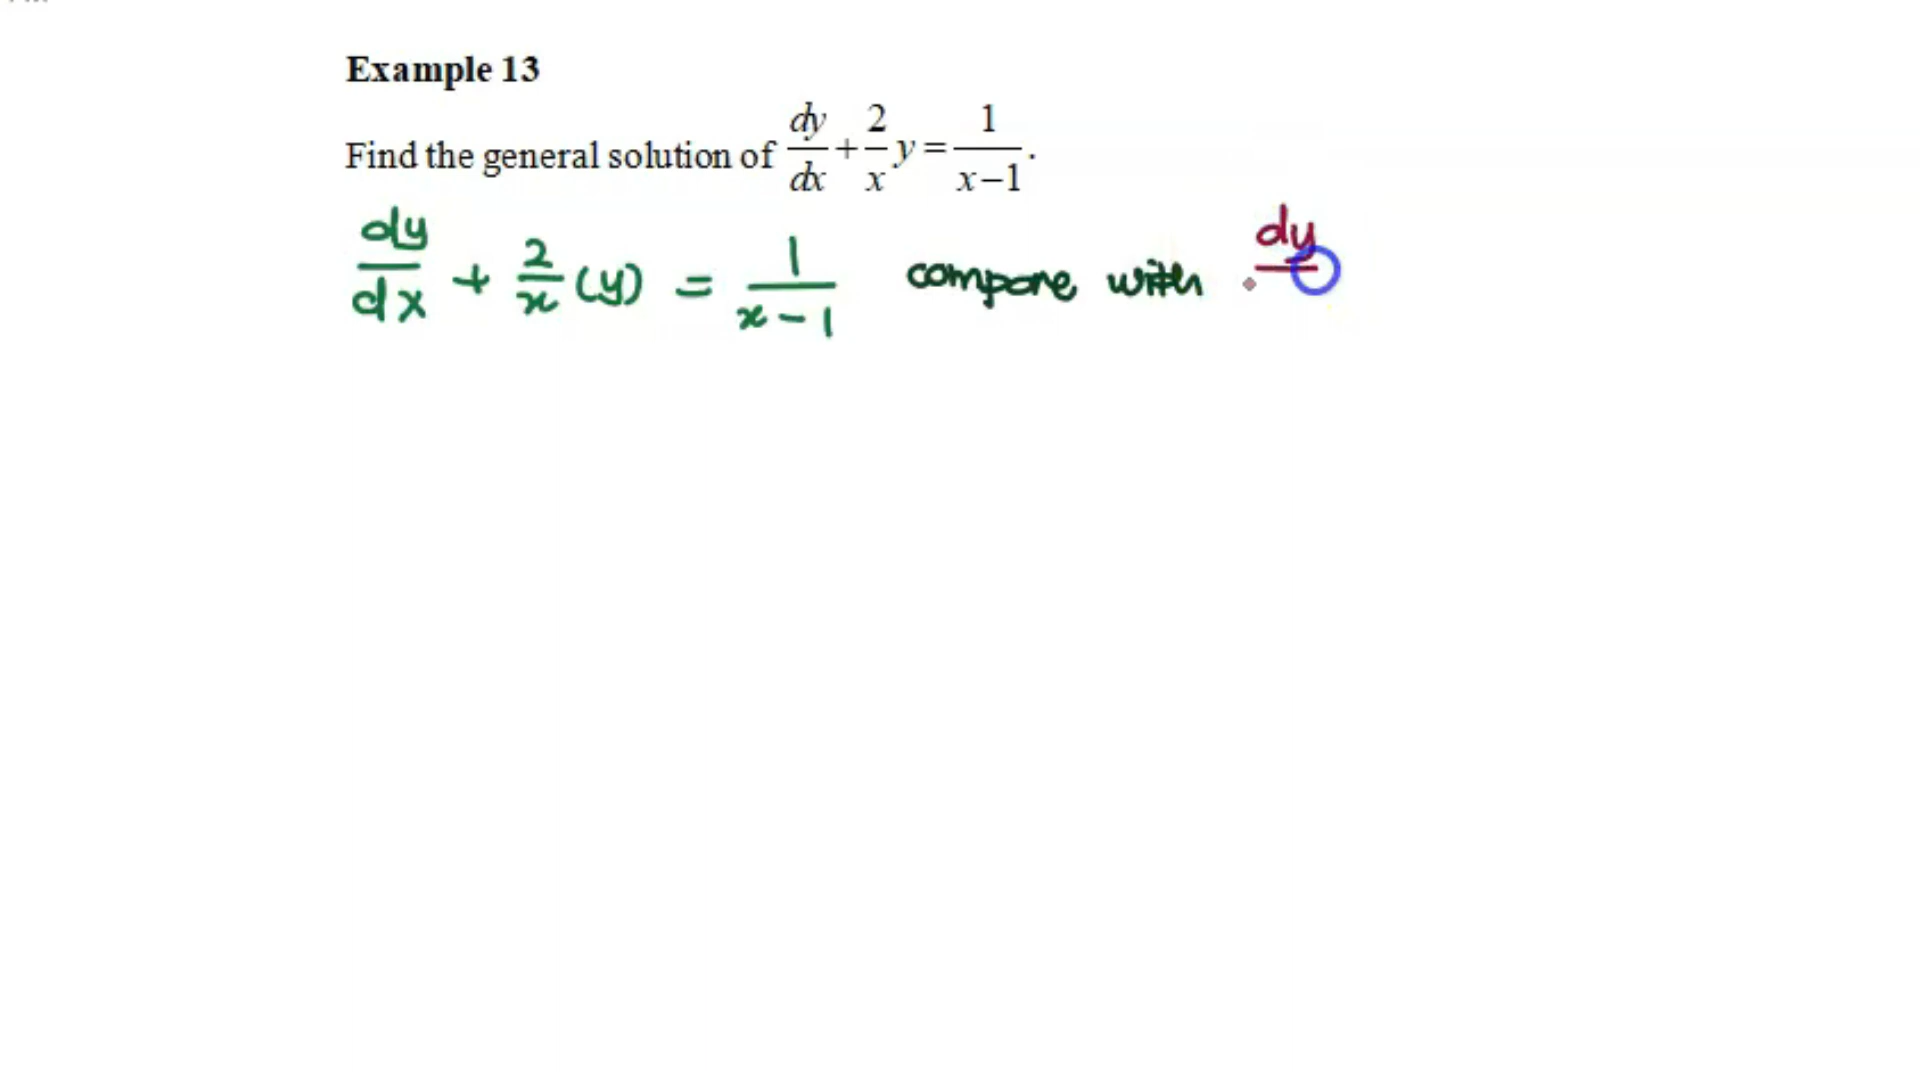 Example 13
Find the general solution of dy/dx + 2/x y = 1/(x−1).
dy/dx + 2/x (y) = 1/(x−1) compare with dy